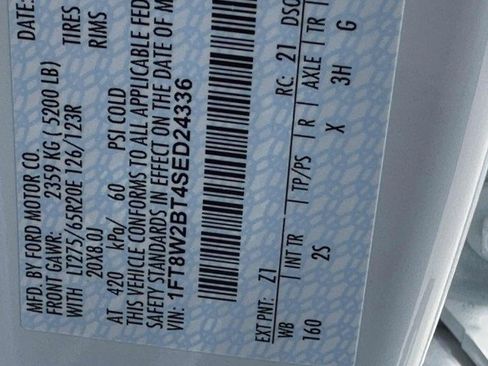 MFD. BY FORD MOTOR CO. DATE:
FRONT GAWR: 2359 KG ( 5200 LB)
WITH LT275/65R20E 126/123R TIRES
20X8.0J RIMS
AT 420 kPa/ 60 PSI COLD
THIS VEHICLE CONFORMS TO ALL APPLICABLE FED
SAFETY STANDARDS IN EFFECT ON THE DATE OF M
VIN: 1FT8W2BT4SED24336
EXT PNT: Z1 RC: 21 DSO
WB | INT TR | TP/PS | R | AXLE | TR |
160 2S X 3H G